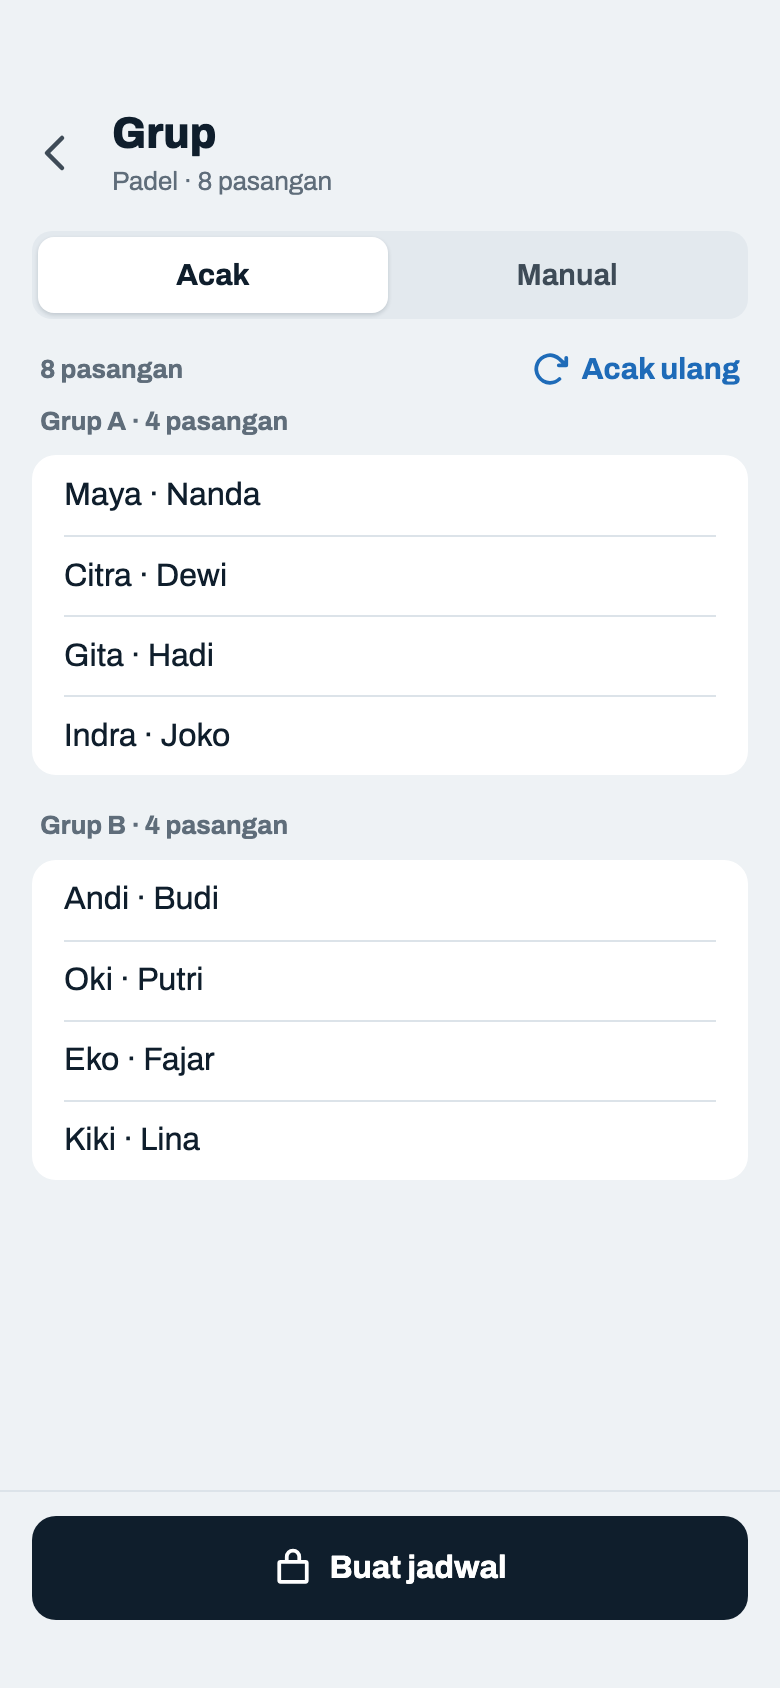 Grup
Padel · 8 pasangan
Acak
Manual
8 pasangan
Acak ulang
Grup A · 4 pasangan
Maya · Nanda
Citra · Dewi
Gita · Hadi
Indra · Joko
Grup B · 4 pasangan
Andi · Budi
Oki · Putri
Eko · Fajar
Kiki · Lina
Buat jadwal